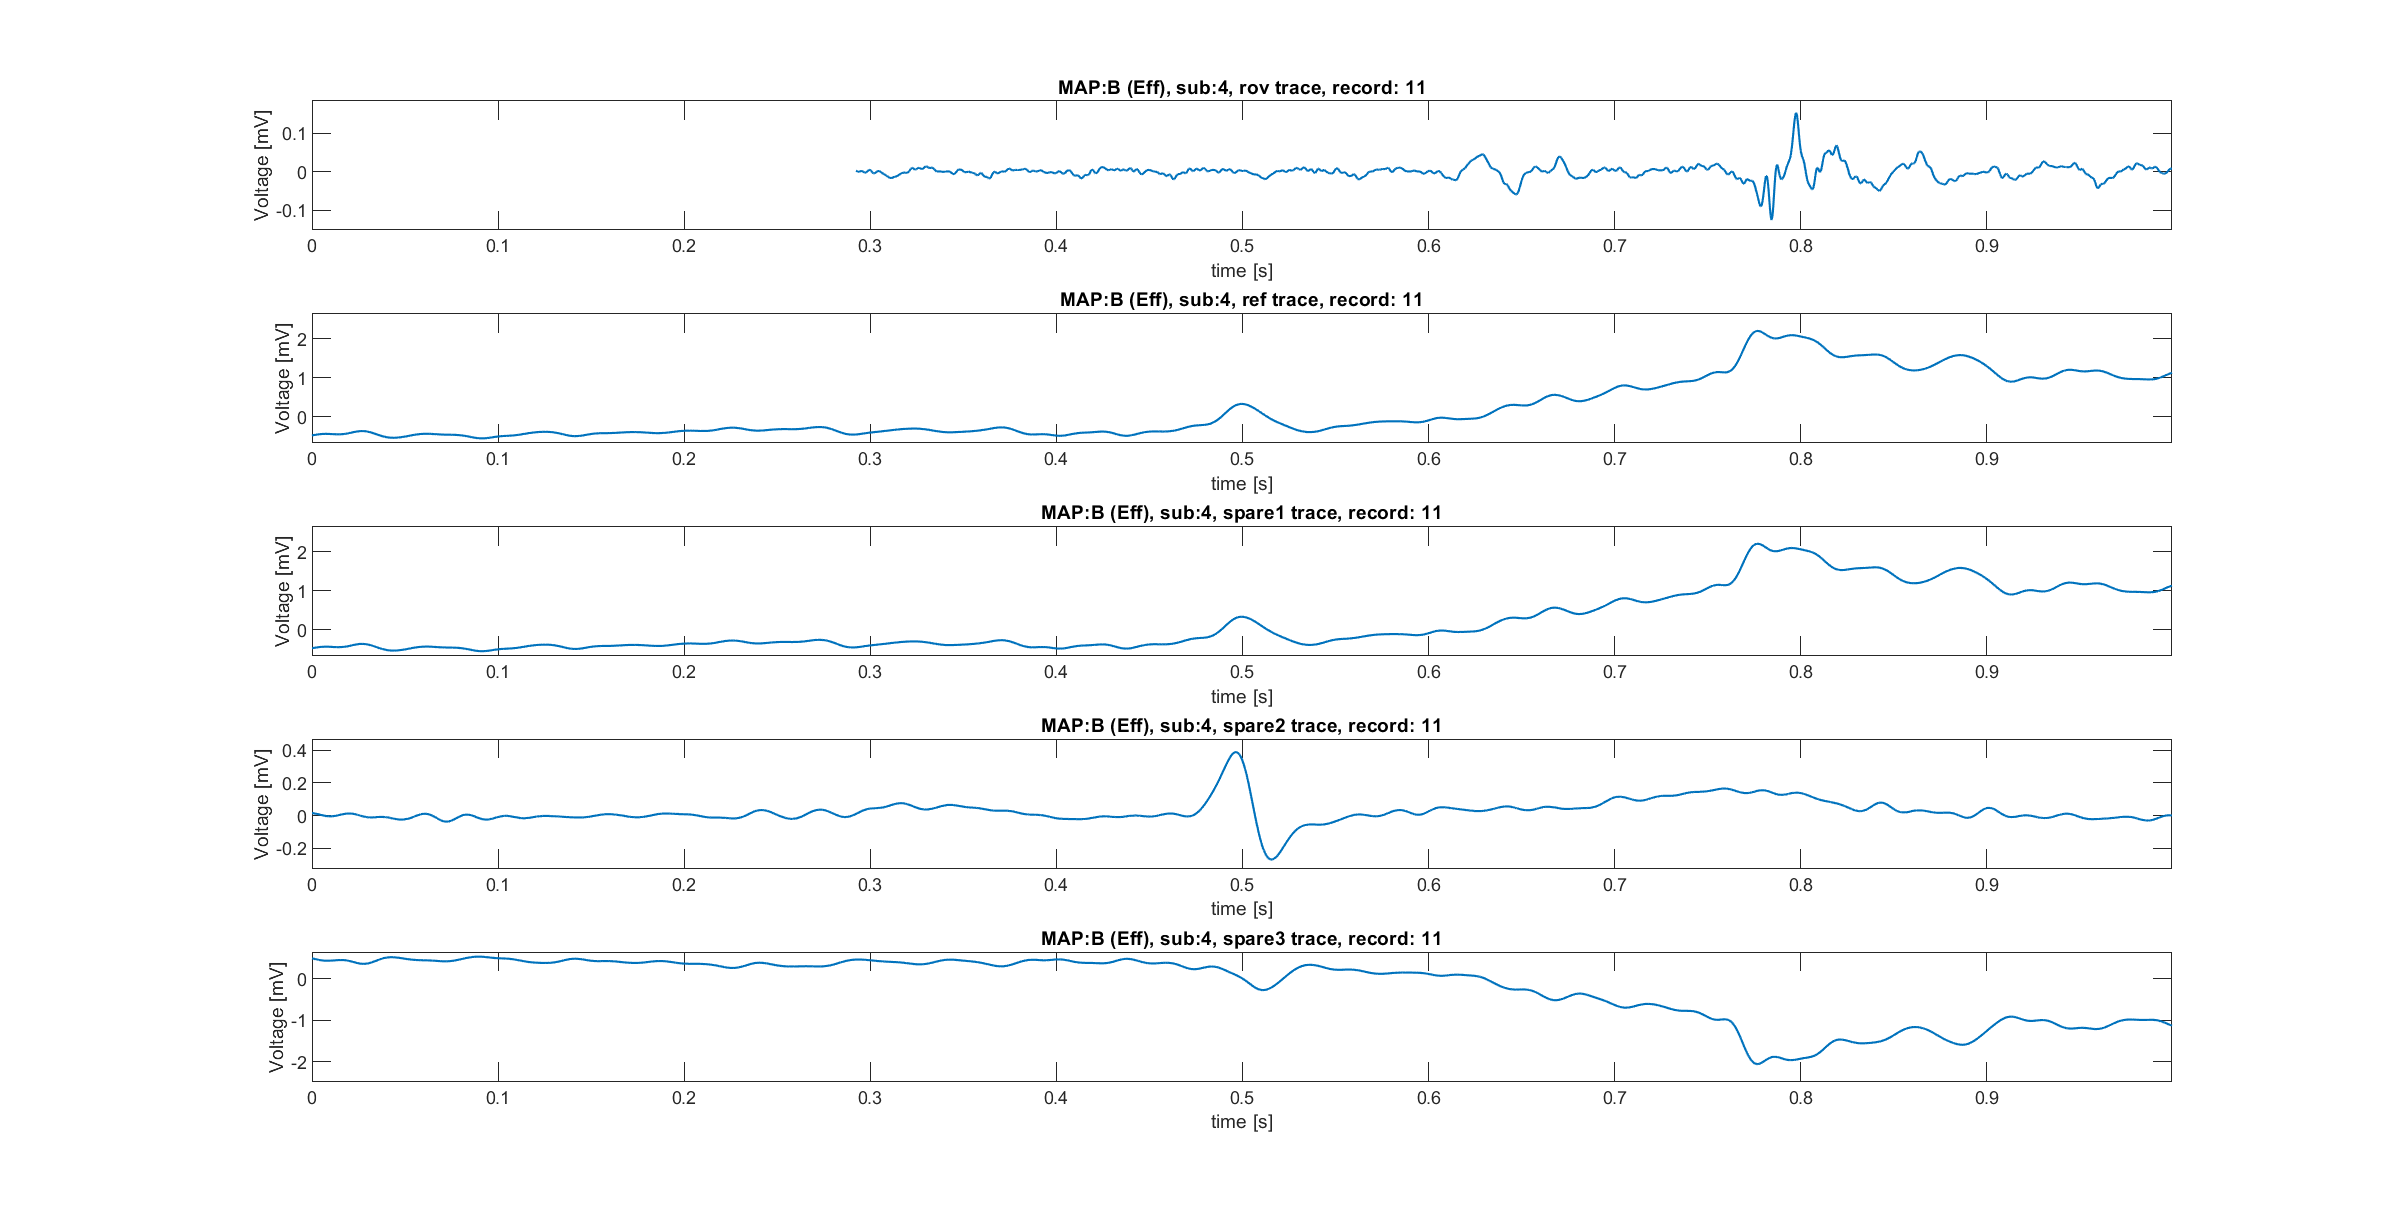 MAP:B (Eff), sub:4, rov trace, record: 11
Voltage [mV]
0.1
0
-0.1
0 0.1 0.2 0.3 0.4 0.5 0.6 0.7 0.8 0.9
time [s]
MAP:B (Eff), sub:4, ref trace, record: 11
Voltage [mV]
2
1
0
0 0.1 0.2 0.3 0.4 0.5 0.6 0.7 0.8 0.9
time [s]
MAP:B (Eff), sub:4, spare1 trace, record: 11
Voltage [mV]
2
1
0
0 0.1 0.2 0.3 0.4 0.5 0.6 0.7 0.8 0.9
time [s]
MAP:B (Eff), sub:4, spare2 trace, record: 11
Voltage [mV]
0.4
0.2
0
-0.2
0 0.1 0.2 0.3 0.4 0.5 0.6 0.7 0.8 0.9
time [s]
MAP:B (Eff), sub:4, spare3 trace, record: 11
Voltage [mV]
0
-1
-2
0 0.1 0.2 0.3 0.4 0.5 0.6 0.7 0.8 0.9
time [s]